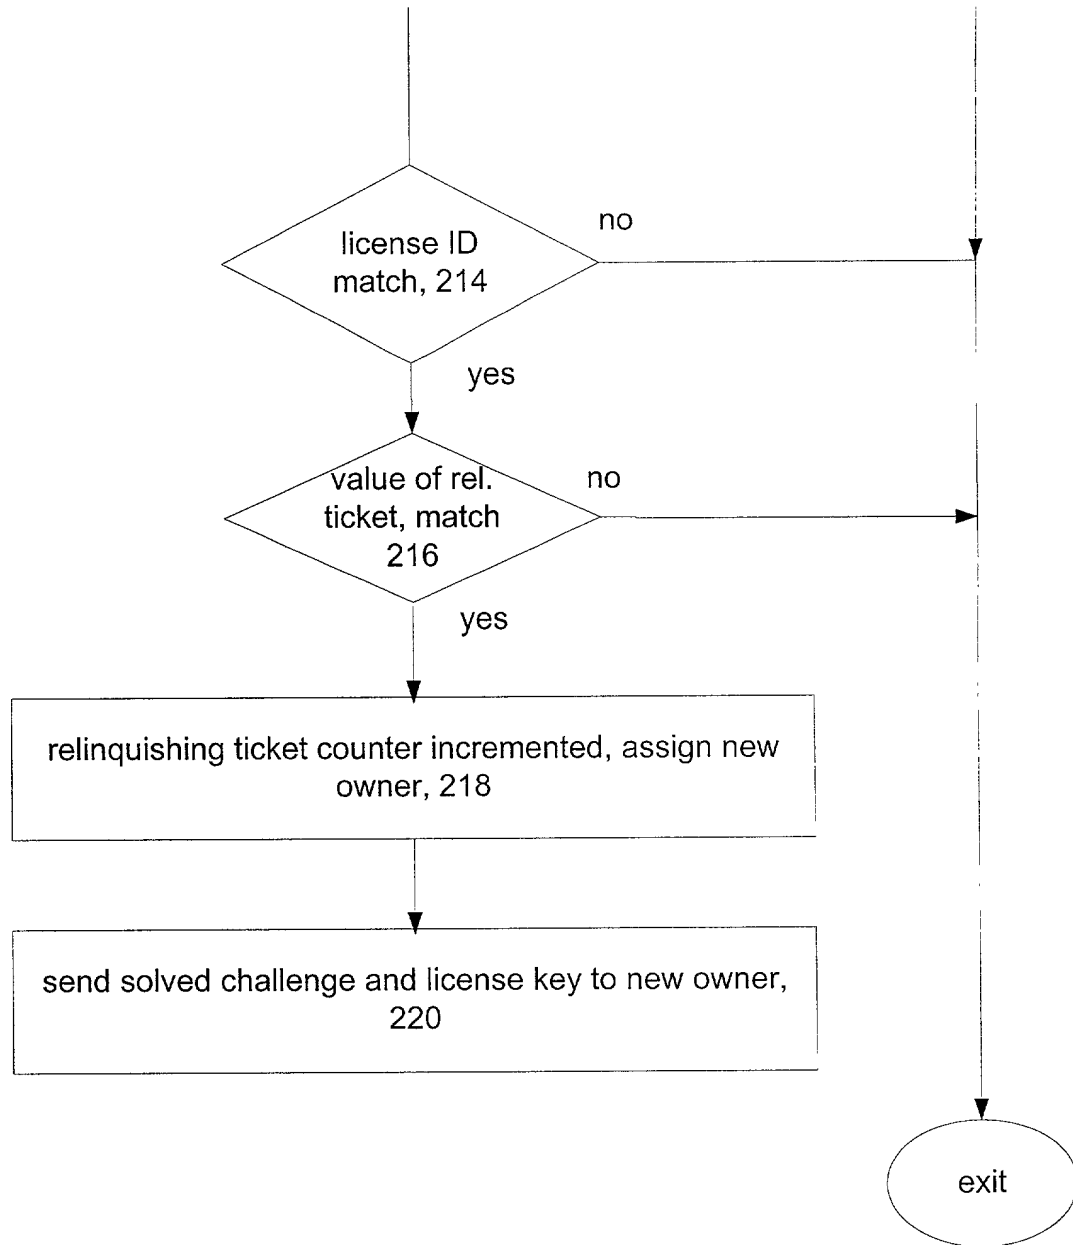 no
license ID
match, 214
yes
value of rel.
ticket, match
216
no
yes
relinquishing ticket counter incremented, assign new
owner, 218
send solved challenge and license key to new owner,
220
exit